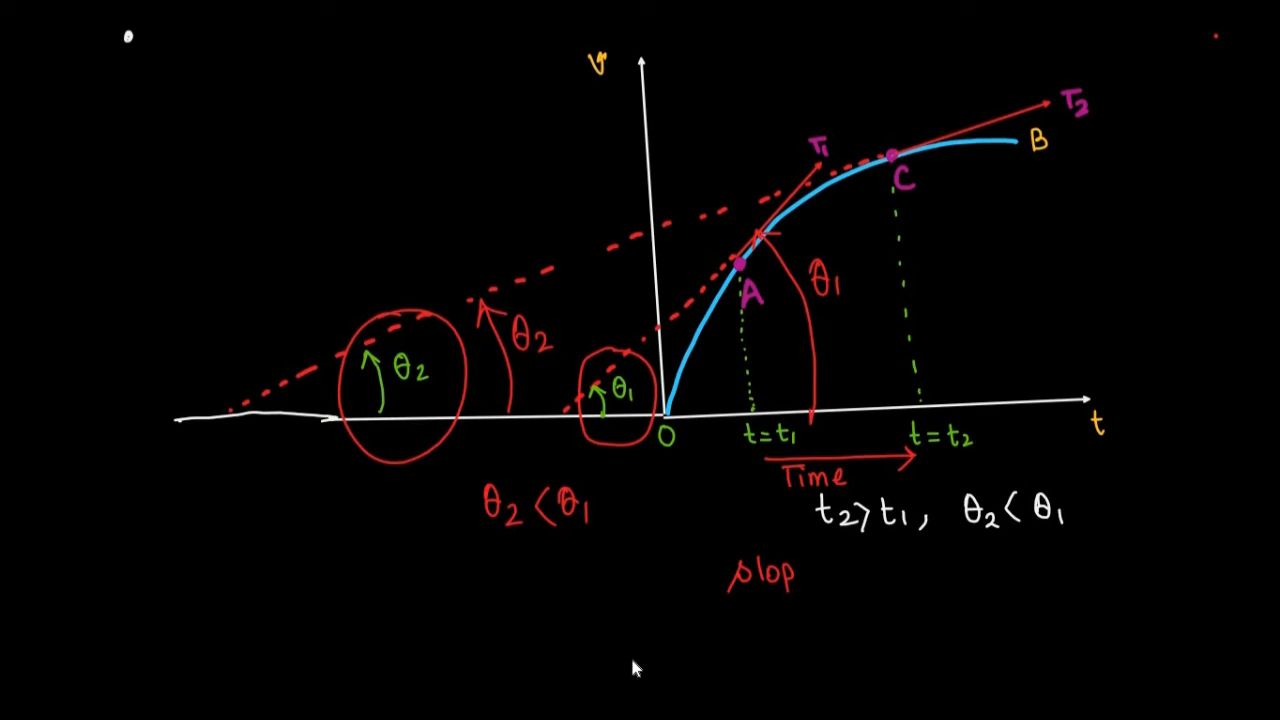 v
T₂
B
T₁
C
A
θ₁
θ₂
θ₂
θ₁
O
t=t₁
t=t₂
t
Time
θ₂<θ₁
t₂>t₁, θ₂<θ₁
slop